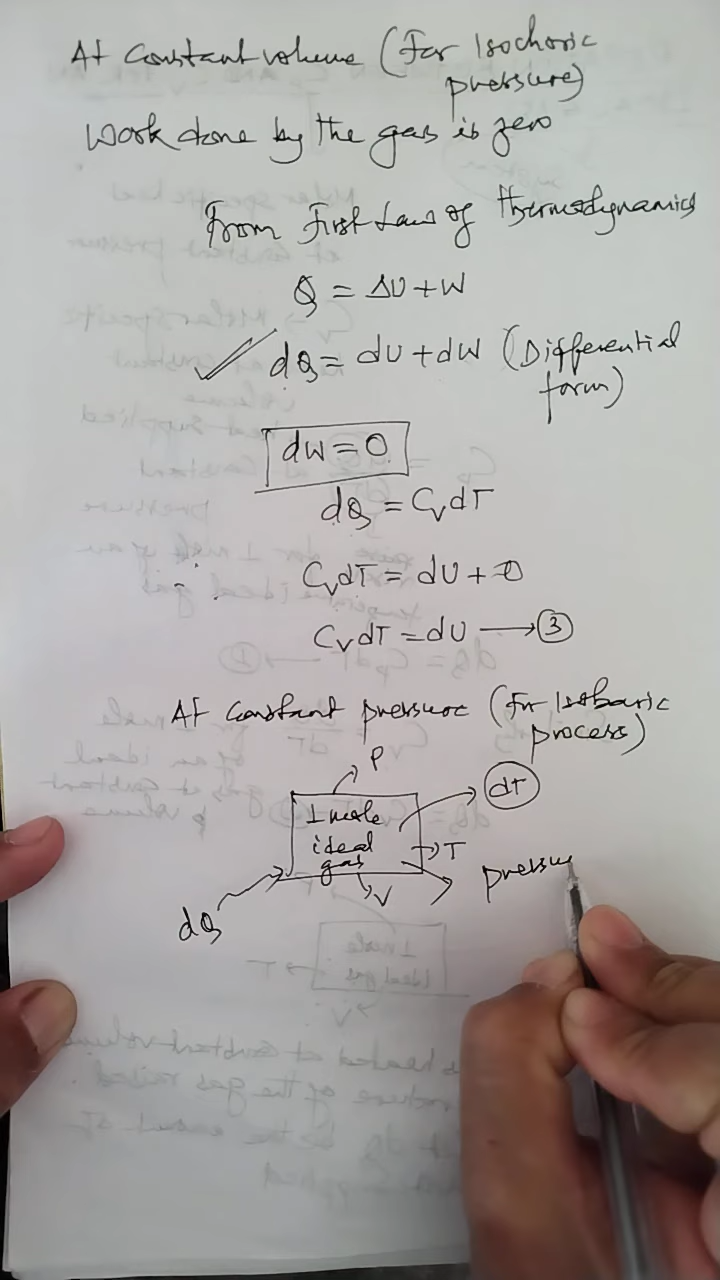 At constant volume (For Isochoric
pressure)
Work done by the gas is zero
From First Law of thermodynamics
Q = ΔU + W
dQ = dU + dW (Differential
form)
dW = 0
dQ = CvdT
CvdT = dU + 0
CvdT = dU → ③
At constant pressure (For Isobaric
process)
P
1 mole
ideal
gas
dT
T
V
pressu
dQ